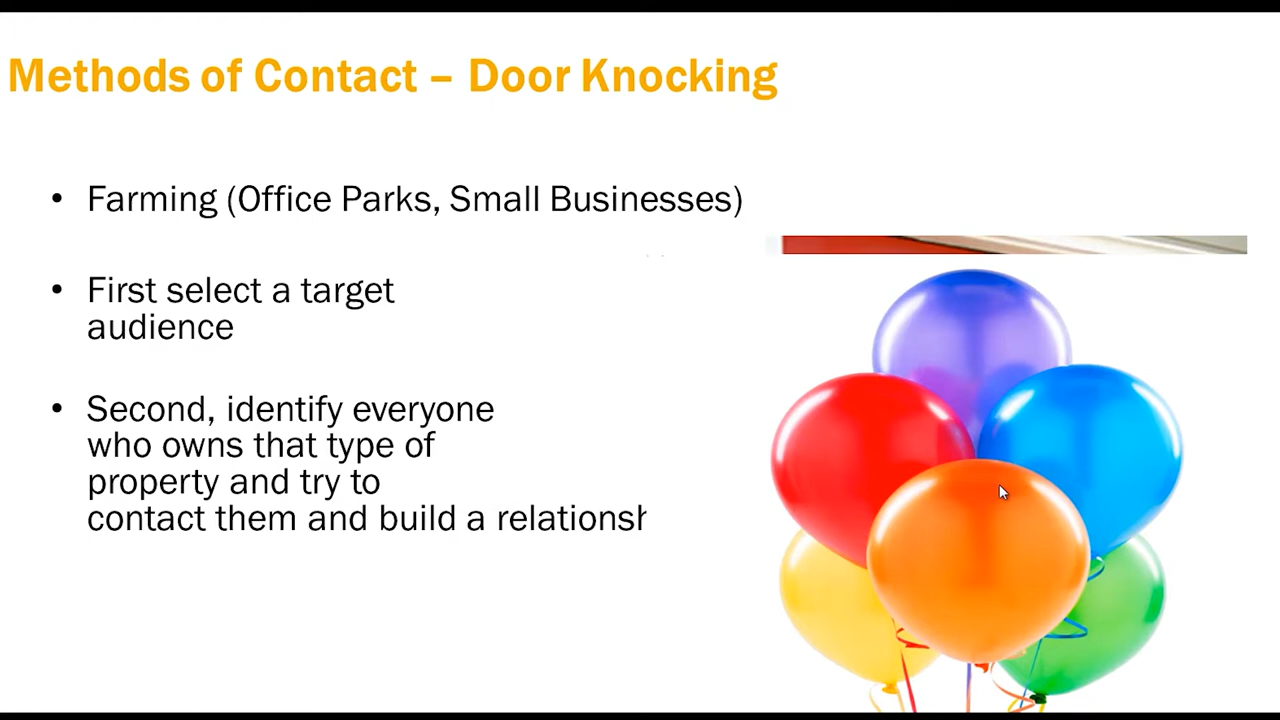 Methods of Contact – Door Knocking
• Farming (Office Parks, Small Businesses)
• First select a target
audience
• Second, identify everyone
who owns that type of
property and try to
contact them and build a